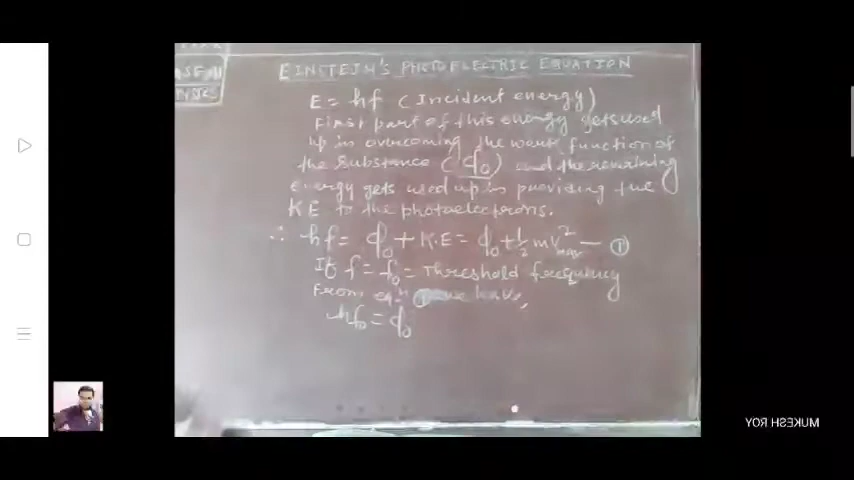 EINSTEIN'S PHOTOELECTRIC EQUATION
E = hf (Incident energy)
First part of this energy gets used
up in overcoming the work function of
the substance (ϕ₀) and the remaining
energy gets used up in providing the
KE to the photoelectrons.
∴ hf = ϕ₀ + K.E = ϕ₀ + ½ mv²max — ①
If f = f₀ = Threshold frequency
From eqⁿ ① we have,
hf₀ = ϕ₀
MUKESH ROY